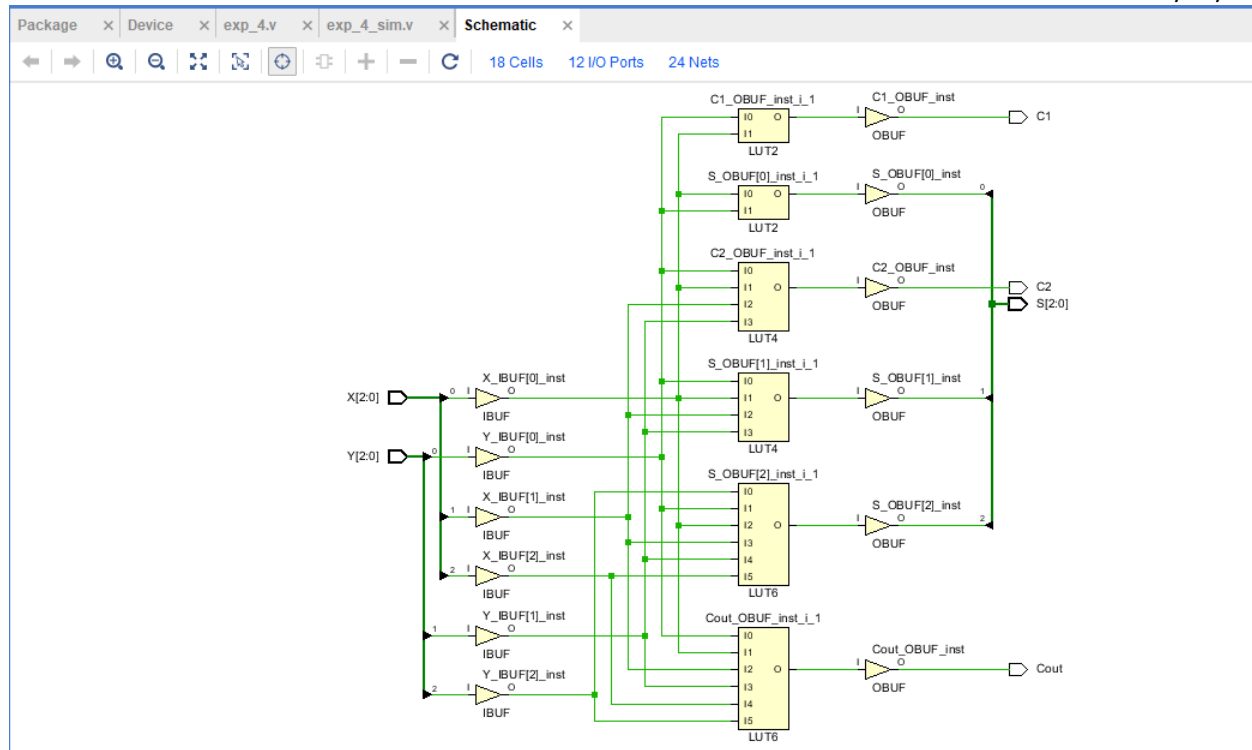 Package × Device × exp_4.v × exp_4_sim.v × Schematic ×
18 Cells 12 I/O Ports 24 Nets
C1_OBUF_inst_i_1
I0 O
I1
LUT2
C1_OBUF_inst
I O
OBUF
C1
S_OBUF[0]_inst_i_1
I0 O
I1
LUT2
S_OBUF[0]_inst
I O
OBUF
0
C2_OBUF_inst_i_1
I0
I1 O
I2
I3
LUT4
C2_OBUF_inst
I O
OBUF
C2
S[2:0]
S_OBUF[1]_inst_i_1
I0
I1 O
I2
I3
LUT4
S_OBUF[1]_inst
I O
OBUF
1
X[2:0]
0
X_IBUF[0]_inst
I O
IBUF
Y[2:0]
0
Y_IBUF[0]_inst
I O
IBUF
1
X_IBUF[1]_inst
I O
IBUF
2
X_IBUF[2]_inst
I O
IBUF
1
Y_IBUF[1]_inst
I O
IBUF
2
Y_IBUF[2]_inst
I O
IBUF
S_OBUF[2]_inst_i_1
I0
I1
I2 O
I3
I4
I5
LUT6
S_OBUF[2]_inst
I O
OBUF
2
Cout_OBUF_inst_i_1
I0
I1
I2 O
I3
I4
I5
LUT6
Cout_OBUF_inst
I O
OBUF
Cout